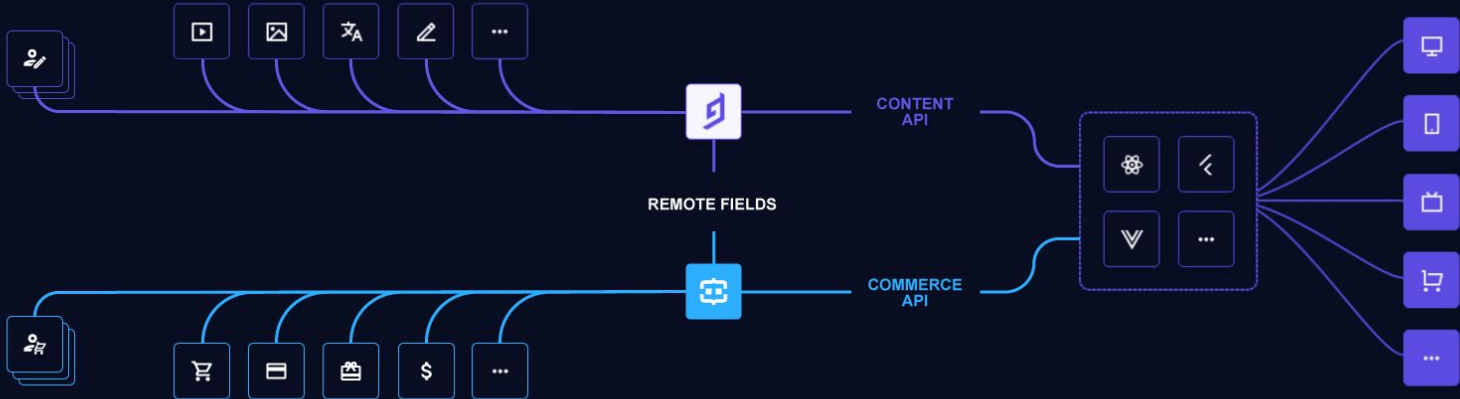 CONTENT
API
REMOTE FIELDS
COMMERCE
API